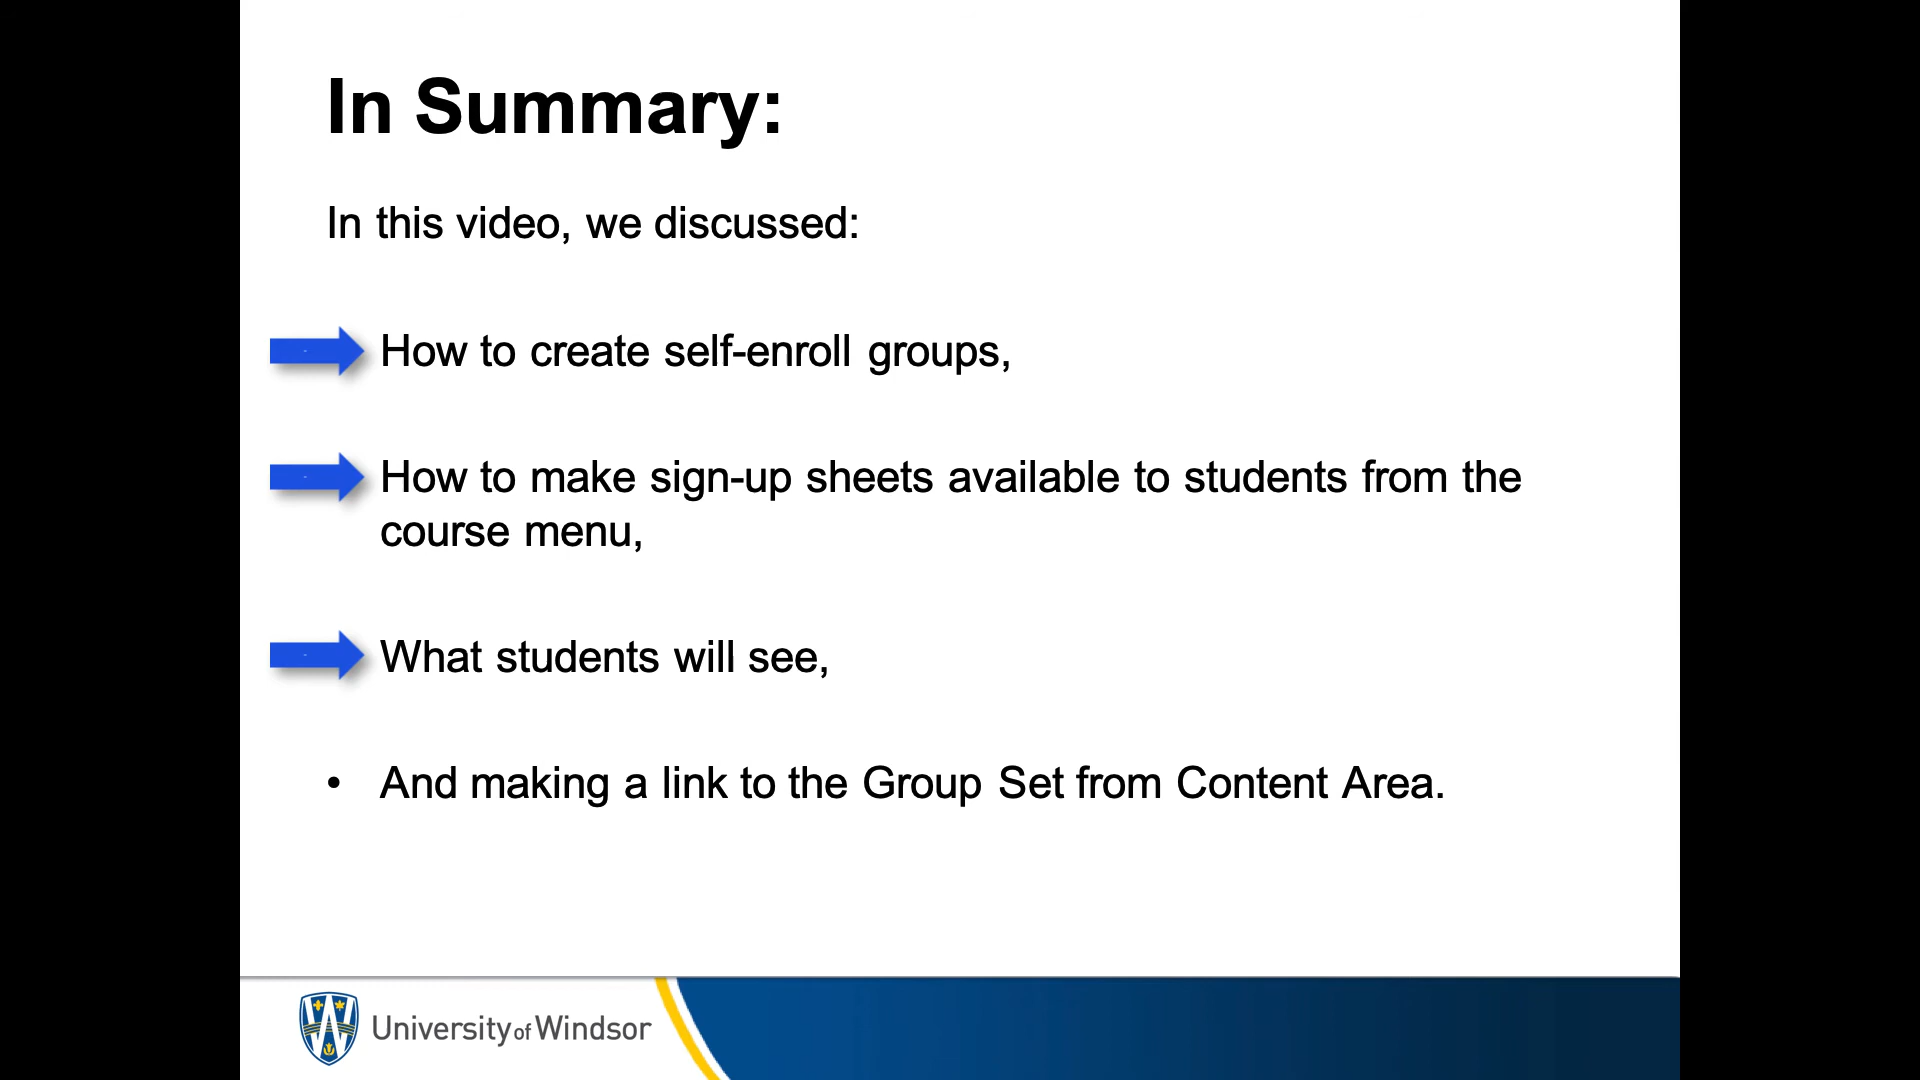 In Summary:
In this video, we discussed:
How to create self-enroll groups,
How to make sign-up sheets available to students from the
course menu,
What students will see,
• And making a link to the Group Set from Content Area.
University of Windsor